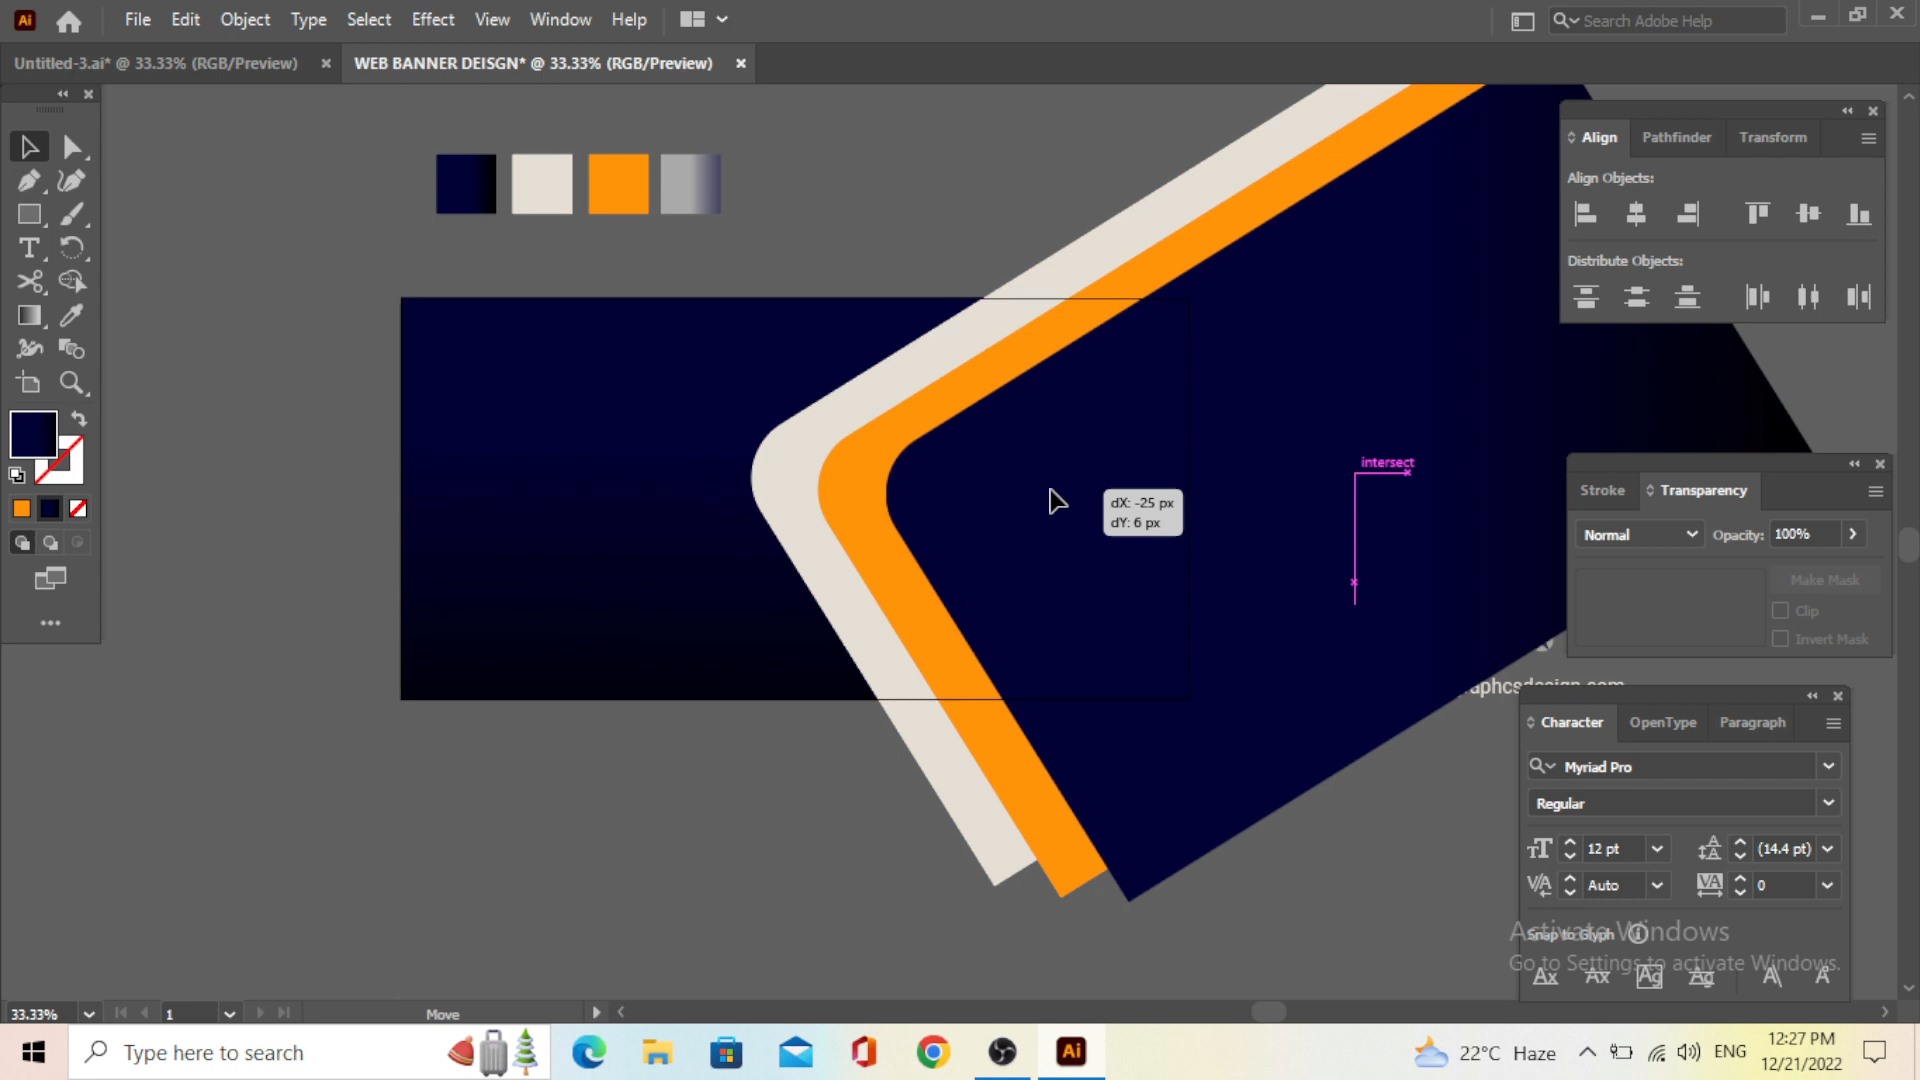 Ai File Edit Object Type Select Effect View Window Help Search Adobe Help
Untitled-3.ai* @ 33.33% (RGB/Preview) WEB BANNER DEISGN* @ 33.33% (RGB/Preview)
Align Pathfinder Transform
Align Objects:
Distribute Objects:
intersect
dX: -25 px
dY: 6 px
Stroke Transparency
Normal Opacity: 100%
Make Mask
Clip
Invert Mask
Character OpenType Paragraph
Myriad Pro
Regular
12 pt (14.4 pt)
Auto 0
Snap to Glyph
Activate Windows
Go to Settings to activate Windows.
33.33% 1 Move
Type here to search Ai 22°C Haze ENG 12:27 PM
12/21/2022